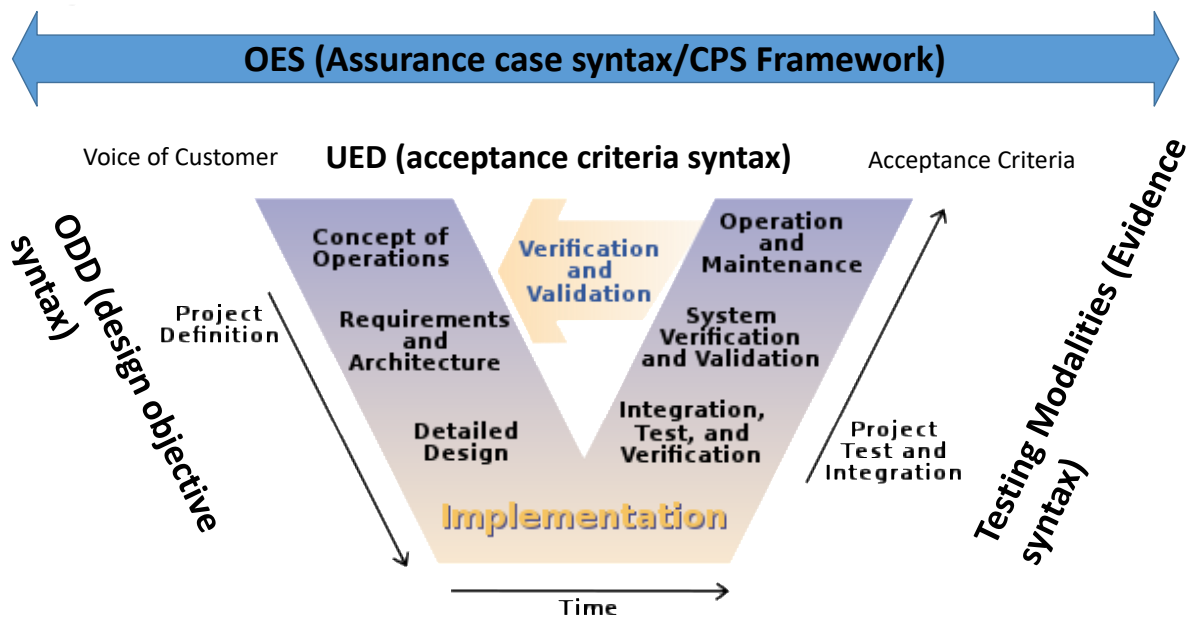 OES (Assurance case syntax/CPS Framework)
Voice of Customer
UED (acceptance criteria syntax)
Acceptance Criteria
ODD (design objective
syntax)
Project
Definition
Concept of
Operations
Requirements
and
Architecture
Detailed
Design
Verification
and
Validation
Operation
and
Maintenance
System
Verification
and Validation
Integration,
Test, and
Verification
Project
Test and
Integration
Testing Modalities (Evidence
syntax)
Implementation
Time